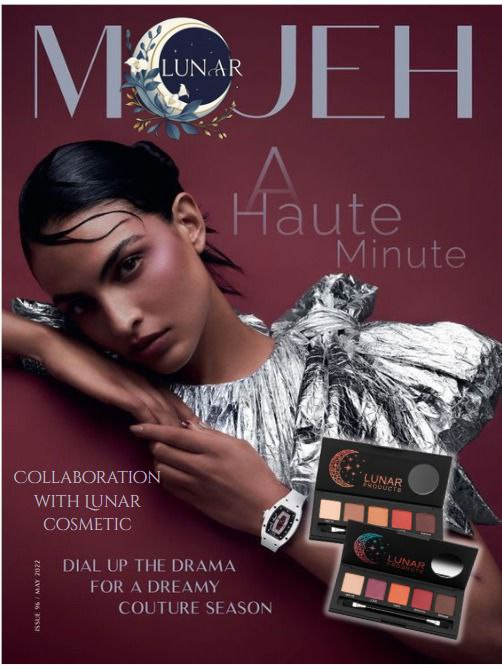 MOJEH
LUNAR
A
Haute
Minute
COLLABORATION
WITH LUNAR
COSMETIC
LUNAR
PRODUCTS
LUNAR
PRODUCTS
DIAL UP THE DRAMA
FOR A DREAMY
COUTURE SEASON
ISSUE 96 / MAY 2022